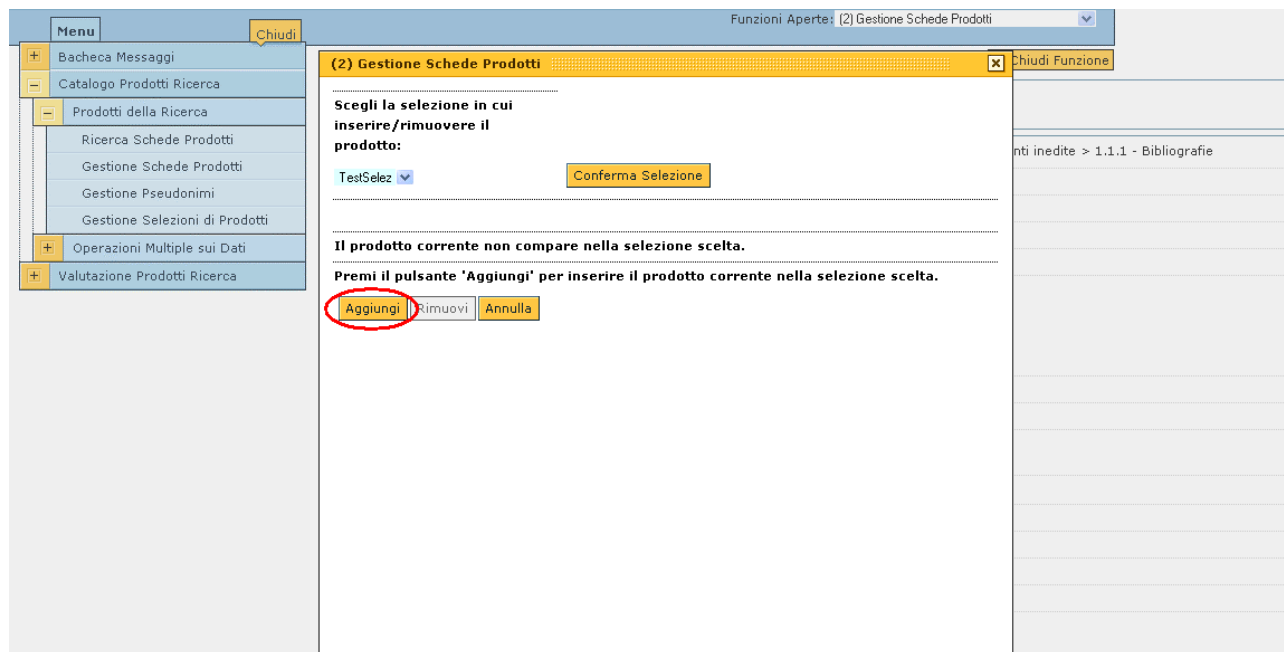 Menu
Chiudi
Funzioni Aperte: (2) Gestione Schede Prodotti
Chiudi Funzione
+ Bacheca Messaggi
− Catalogo Prodotti Ricerca
− Prodotti della Ricerca
Ricerca Schede Prodotti
Gestione Schede Prodotti
Gestione Pseudonimi
Gestione Selezioni di Prodotti
+ Operazioni Multiple sui Dati
+ Valutazione Prodotti Ricerca
(2) Gestione Schede Prodotti
Scegli la selezione in cui
inserire/rimuovere il
prodotto:
TestSelez
Conferma Selezione
Il prodotto corrente non compare nella selezione scelta.
Premi il pulsante 'Aggiungi' per inserire il prodotto corrente nella selezione scelta.
Aggiungi Rimuovi Annulla
nti inedite > 1.1.1 - Bibliografie